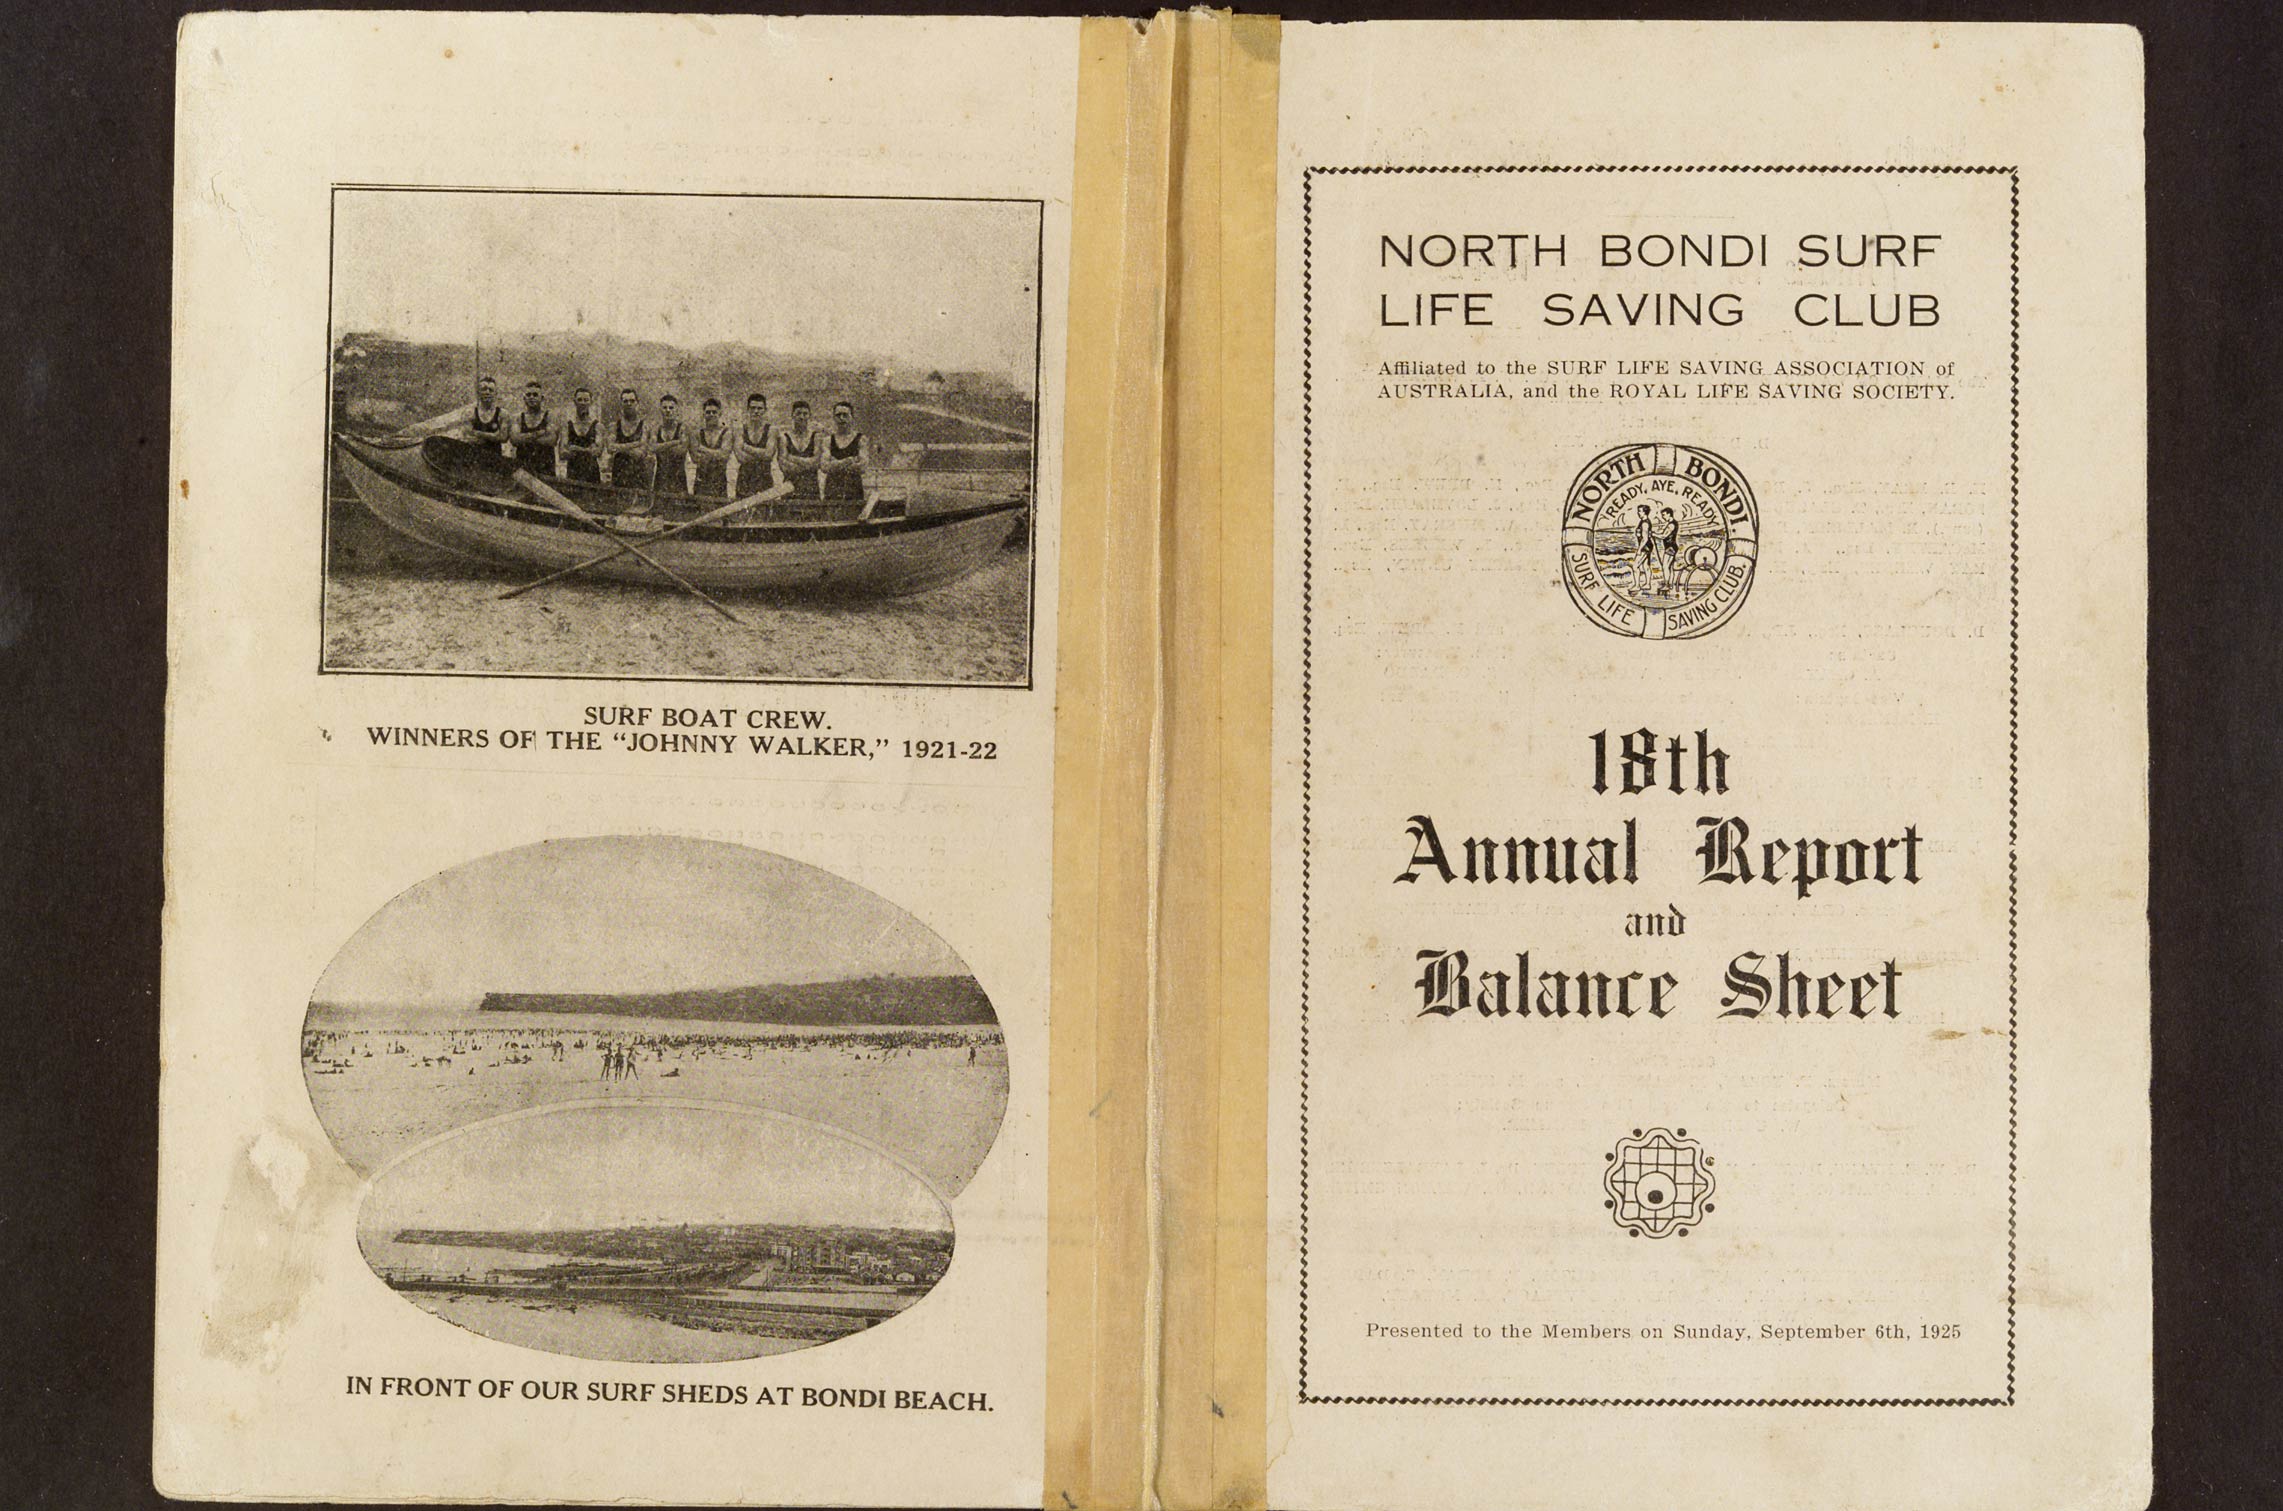 SURF BOAT CREW.
WINNERS OF THE “JOHNNY WALKER,” 1921-22
IN FRONT OF OUR SURF SHEDS AT BONDI BEACH.
NORTH BONDI SURF
LIFE SAVING CLUB
Affiliated to the SURF LIFE SAVING ASSOCIATION of
AUSTRALIA, and the ROYAL LIFE SAVING SOCIETY.
NORTH BONDI.
READY, AYE, READY
SURF LIFE SAVING CLUB.
18th
Annual Report
and
Balance Sheet
Presented to the Members on Sunday, September 6th, 1925